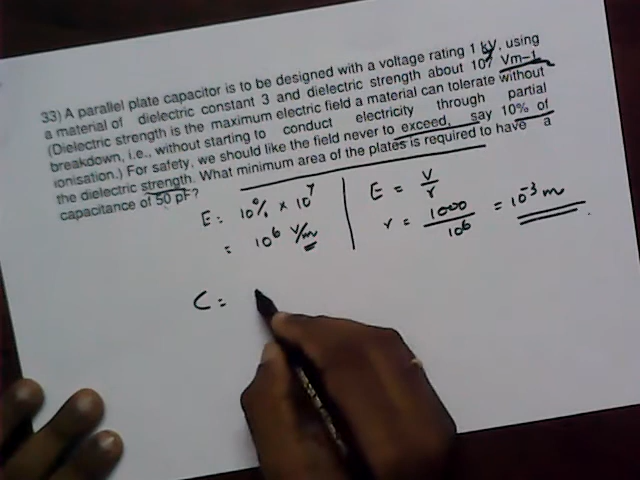 33) A parallel plate capacitor is to be designed with a voltage rating 1 kV, using
a material of dielectric constant 3 and dielectric strength about 10⁷ Vm–1.
(Dielectric strength is the maximum electric field a material can tolerate without
breakdown, i.e., without starting to conduct electricity through partial
ionisation.) For safety, we should like the field never to exceed, say 10% of
the dielectric strength. What minimum area of the plates is required to have a
capacitance of 50 pF?
E = 10% × 10⁷
= 10⁶ V/m
E = V/r
r = 1000/10⁶ = 10⁻³ m
C =